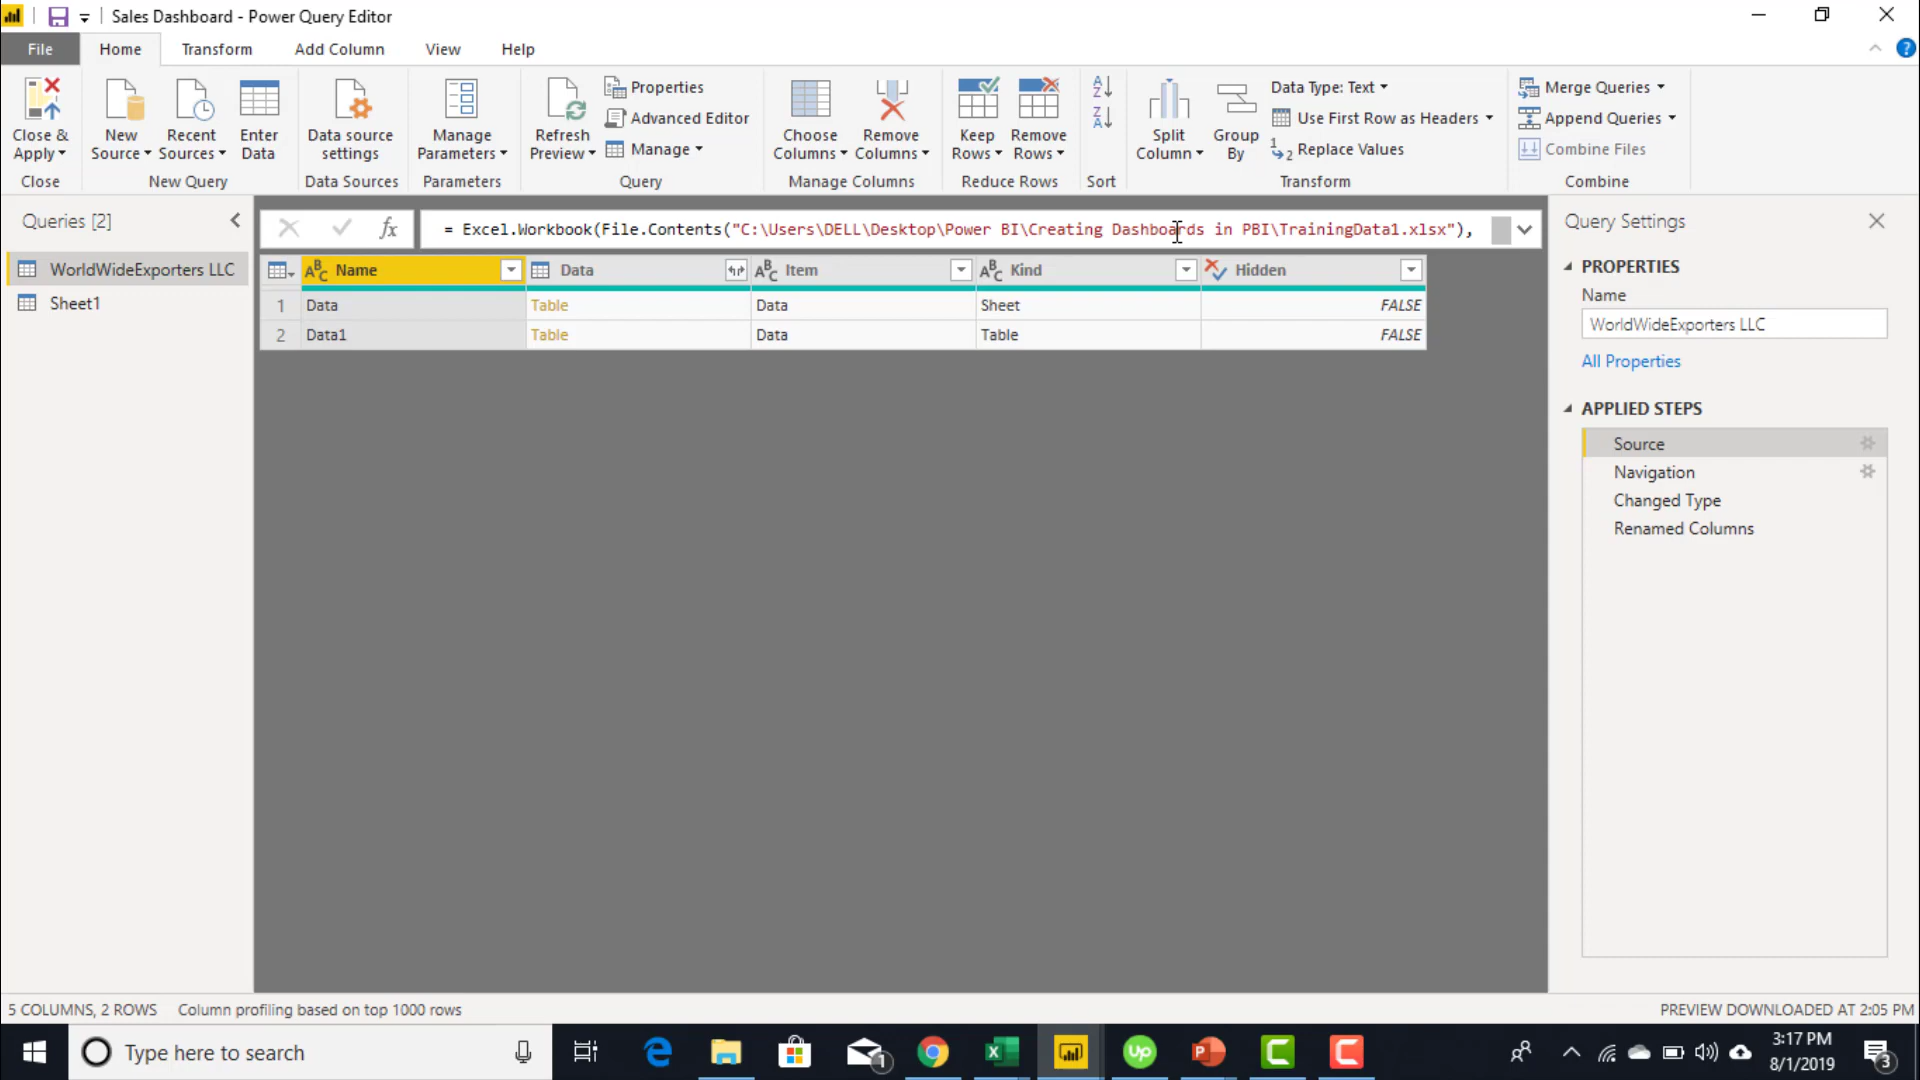 Sales Dashboard - Power Query Editor
File Home Transform Add Column View Help
Close & Apply
New Source
Recent Sources
Enter Data
Data source settings
Manage Parameters
Refresh Preview
Properties
Advanced Editor
Manage
Choose Columns
Remove Columns
Keep Rows
Remove Rows
Split Column
Group By
Data Type: Text
Use First Row as Headers
Replace Values
Merge Queries
Append Queries
Combine Files
Close New Query Data Sources Parameters Query Manage Columns Reduce Rows Sort Transform Combine
Queries [2]
WorldWideExporters LLC
Sheet1
fx = Excel.Workbook(File.Contents("C:\Users\DELL\Desktop\Power BI\Creating Dashboards in PBI\TrainingData1.xlsx"),
Name Data Item Kind Hidden
1 Data Table Data Sheet FALSE
2 Data1 Table Data Table FALSE
Query Settings
PROPERTIES
Name
WorldWideExporters LLC
All Properties
APPLIED STEPS
Source
Navigation
Changed Type
Renamed Columns
5 COLUMNS, 2 ROWS Column profiling based on top 1000 rows
PREVIEW DOWNLOADED AT 2:05 PM
Type here to search
3:17 PM
8/1/2019
3